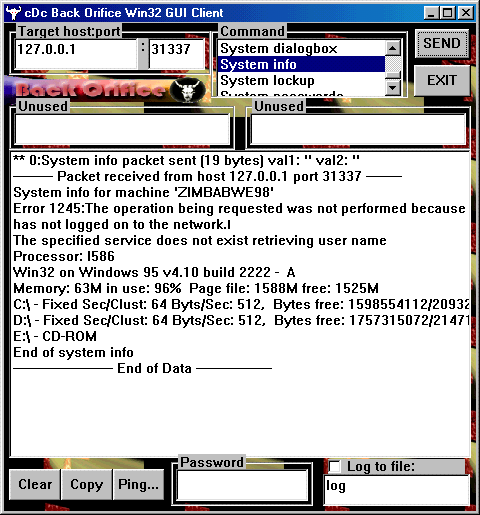 cDc Back Orifice Win32 GUI Client
Target host:port
127.0.0.1 : 31337
Command
System dialogbox
System info
System lockup
System passwords
SEND
EXIT
Back Orifice
Unused
Unused
** 0:System info packet sent (19 bytes) val1: '' val2: ''
------- Packet received from host 127.0.0.1 port 31337 -------
System info for machine 'ZIMBABWE98'
Error 1245:The operation being requested was not performed because
has not logged on to the network.
The specified service does not exist retrieving user name
Processor: I586
Win32 on Windows 95 v4.10 build 2222 - A
Memory: 63M in use: 96% Page file: 1588M free: 1525M
C:\ - Fixed Sec/Clust: 64 Byts/Sec: 512, Bytes free: 1598554112/20932
D:\ - Fixed Sec/Clust: 64 Byts/Sec: 512, Bytes free: 1757315072/21471
E:\ - CD-ROM
End of system info
------------------- End of Data --------------
Clear
Copy
Ping...
Password
Log to file:
log